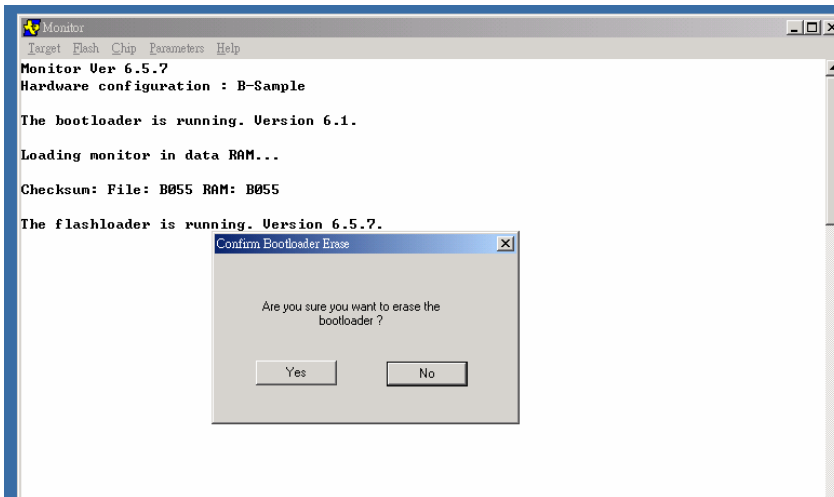 Monitor
Target Flash Chip Parameters Help
Monitor Ver 6.5.7
Hardware configuration : B-Sample
The bootloader is running. Version 6.1.
Loading monitor in data RAM...
Checksum: File: B055 RAM: B055
The flashloader is running. Version 6.5.7.
Confirm Bootloader Erase
Are you sure you want to erase the
bootloader ?
Yes No